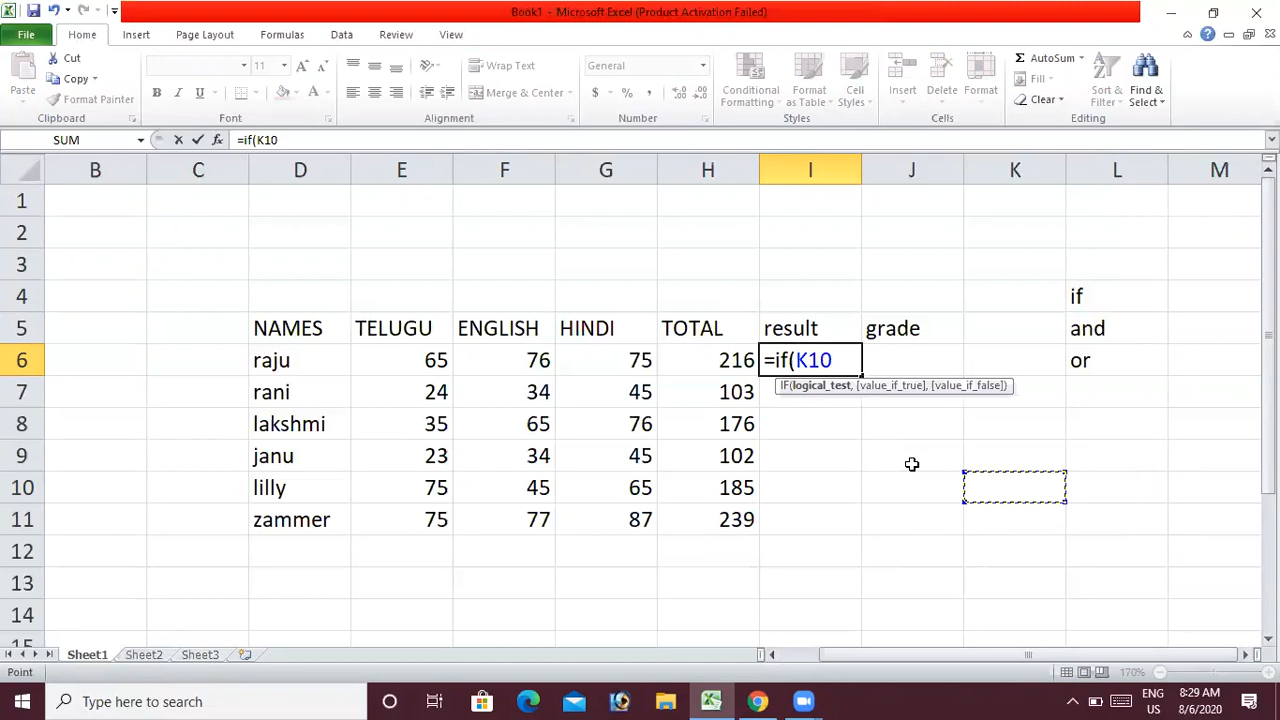 Book1 - Microsoft Excel (Product Activation Failed)
File Home Insert Page Layout Formulas Data Review View
Paste
Cut
Copy
Format Painter
Clipboard
11
Font
Wrap Text
Merge & Center
Alignment
General
$ % ,
Number
Conditional Formatting
Format as Table
Cell Styles
Styles
Insert Delete Format
Cells
Σ AutoSum
Fill
Clear
Sort & Filter
Find & Select
Editing
SUM fx =if(K10
B C D E F G H I J K L M
1
2
3
4 if
5 NAMES TELUGU ENGLISH HINDI TOTAL result grade and
6 raju 65 76 75 216 =if(K10 or
IF(logical_test, [value_if_true], [value_if_false])
7 rani 24 34 45 103
8 lakshmi 35 65 76 176
9 janu 23 34 45 102
10 lilly 75 45 65 185
11 zammer 75 77 87 239
12
13
14
15
Sheet1 Sheet2 Sheet3
Point 170%
Type here to search
ENG
US
8:29 AM
8/6/2020